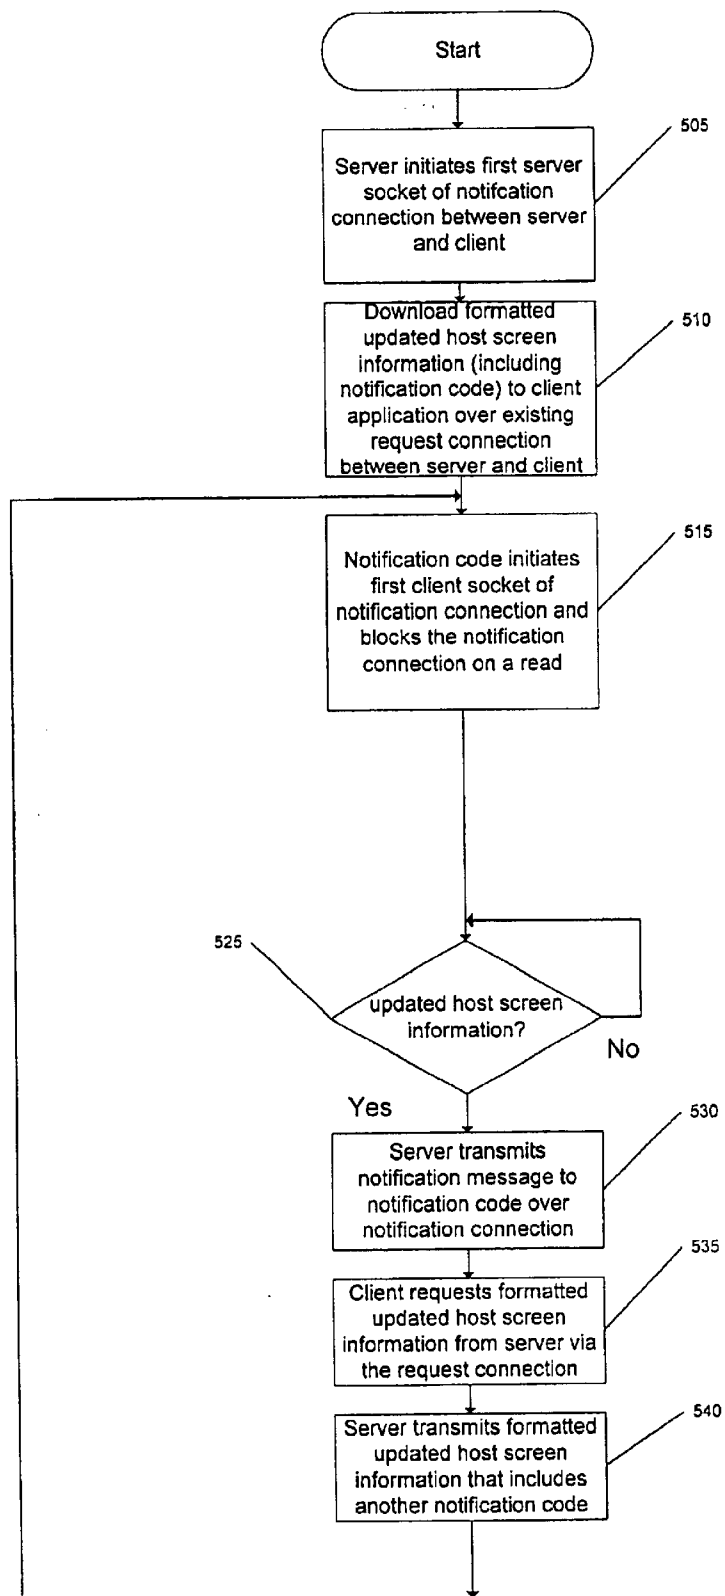 Start
505
Server initiates first server
socket of notifcation
connection between server
and client
510
Download formatted
updated host screen
information (including
notification code) to client
application over existing
request connection
between server and client
515
Notification code initiates
first client socket of
notification connection and
blocks the notification
connection on a read
525
updated host screen
information?
No
Yes
530
Server transmits
notification message to
notification code over
notification connection
535
Client requests formatted
updated host screen
information from server via
the request connection
540
Server transmits formatted
updated host screen
information that includes
another notification code